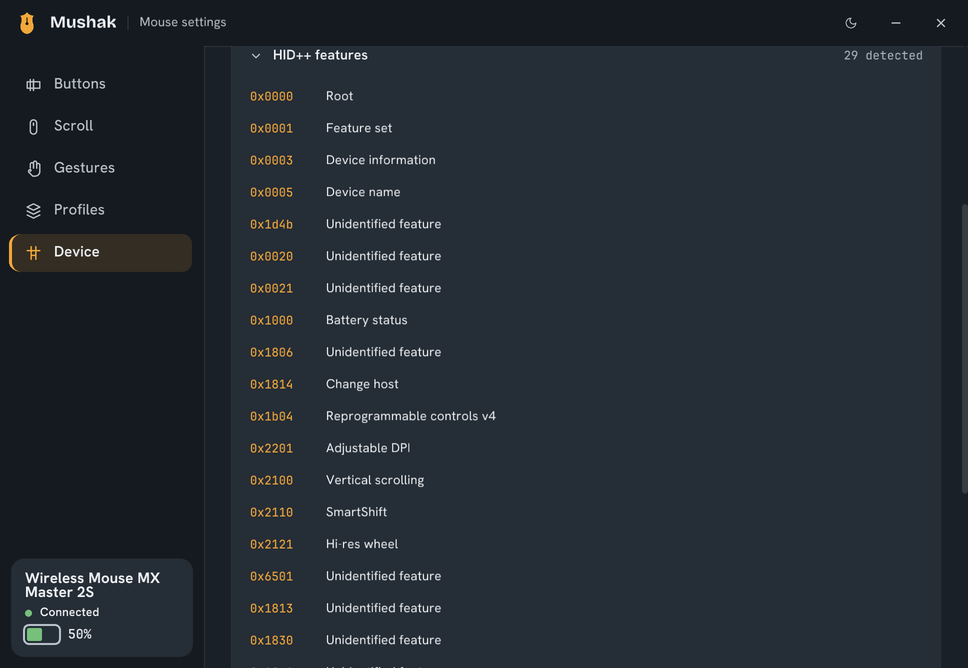 Mushak
Mouse settings
Buttons
Scroll
Gestures
Profiles
Device
Wireless Mouse MX
Master 2S
Connected
50%
HID++ features 29 detected
0x0000 Root
0x0001 Feature set
0x0003 Device information
0x0005 Device name
0x1d4b Unidentified feature
0x0020 Unidentified feature
0x0021 Unidentified feature
0x1000 Battery status
0x1806 Unidentified feature
0x1814 Change host
0x1b04 Reprogrammable controls v4
0x2201 Adjustable DPI
0x2100 Vertical scrolling
0x2110 SmartShift
0x2121 Hi-res wheel
0x6501 Unidentified feature
0x1813 Unidentified feature
0x1830 Unidentified feature